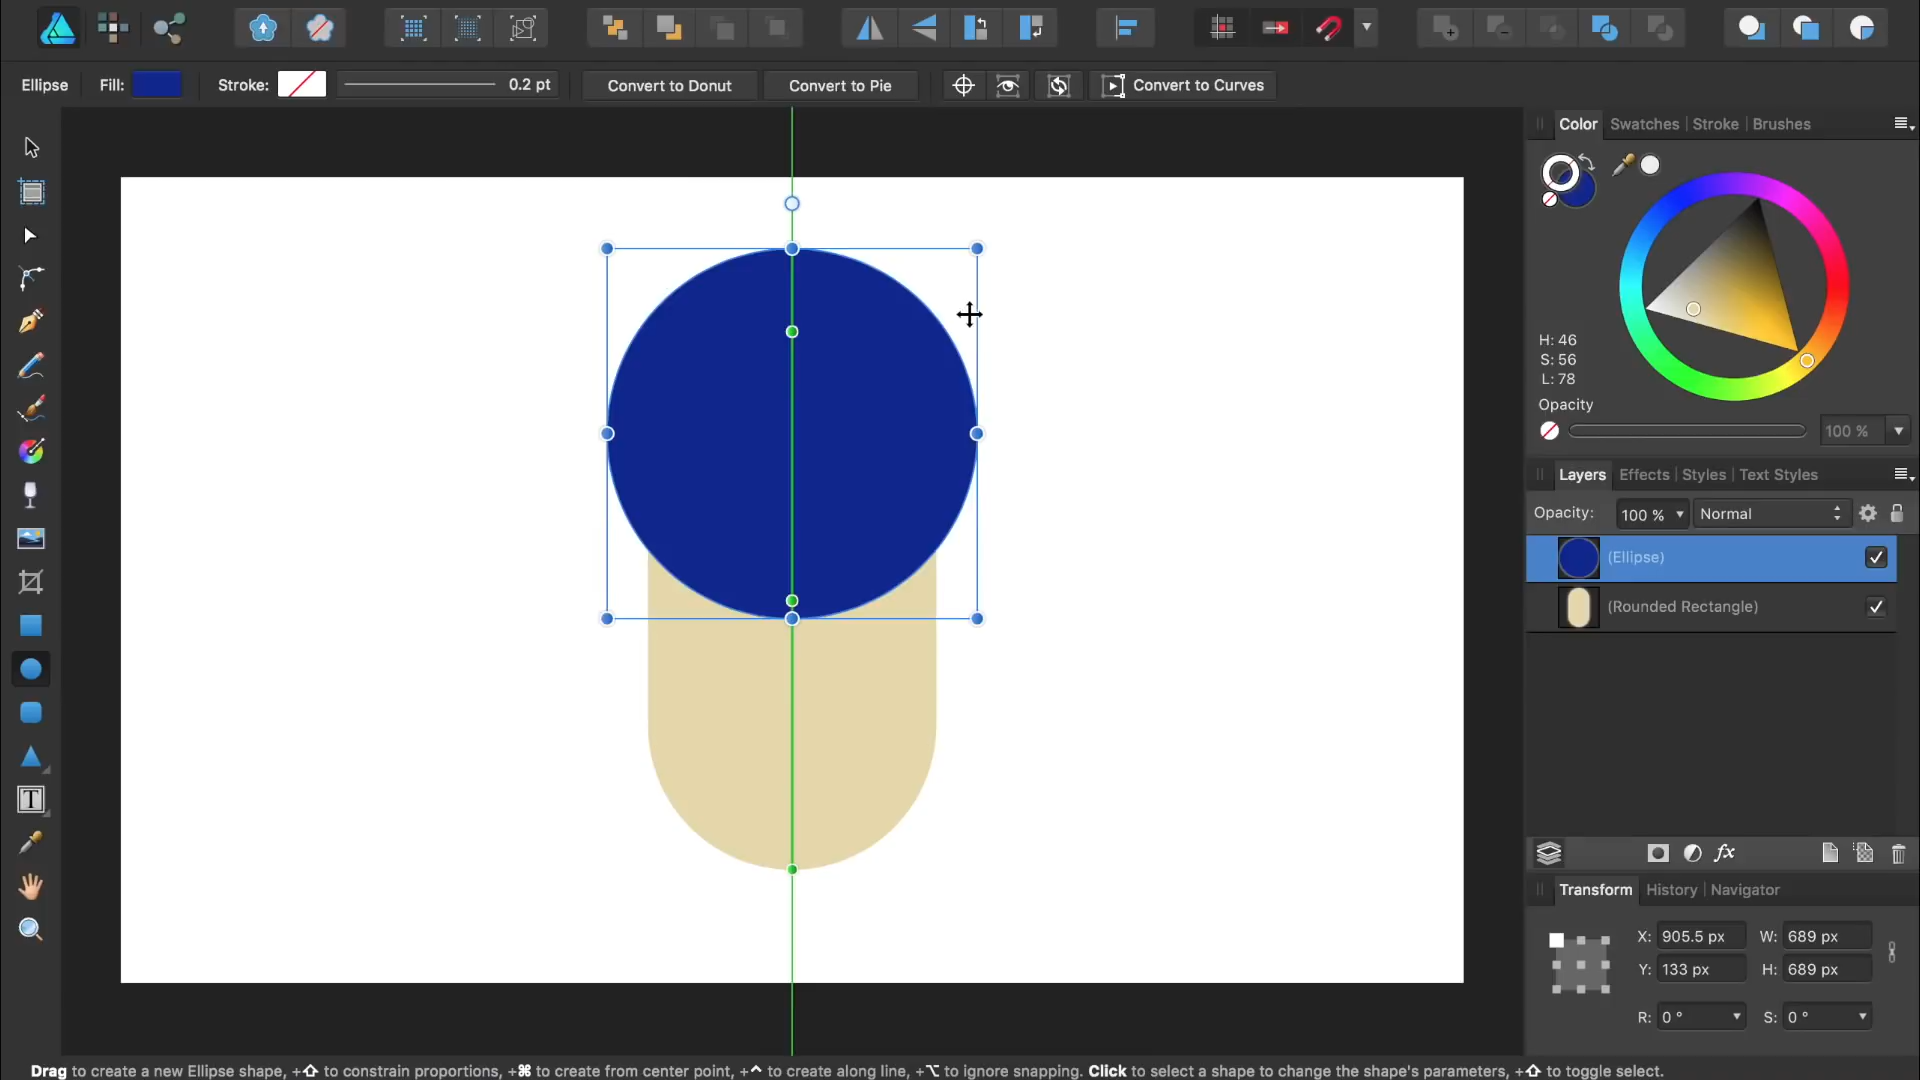 Ellipse Fill: Stroke: 0.2 pt Convert to Donut Convert to Pie Convert to Curves
Color Swatches Stroke Brushes
H: 46
S: 56
L: 78
Opacity
100 %
Layers Effects Styles Text Styles
Opacity: 100 % Normal
(Ellipse)
(Rounded Rectangle)
T
fx
Transform History Navigator
X: 905.5 px W: 689 px
Y: 133 px H: 689 px
R: 0 ° S: 0 °
Drag to create a new Ellipse shape, +⇧ to constrain proportions, +⌘ to create from center point, +^ to create along line, +⌥ to ignore snapping. Click to select a shape to change the shape's parameters, +⇧ to toggle select.